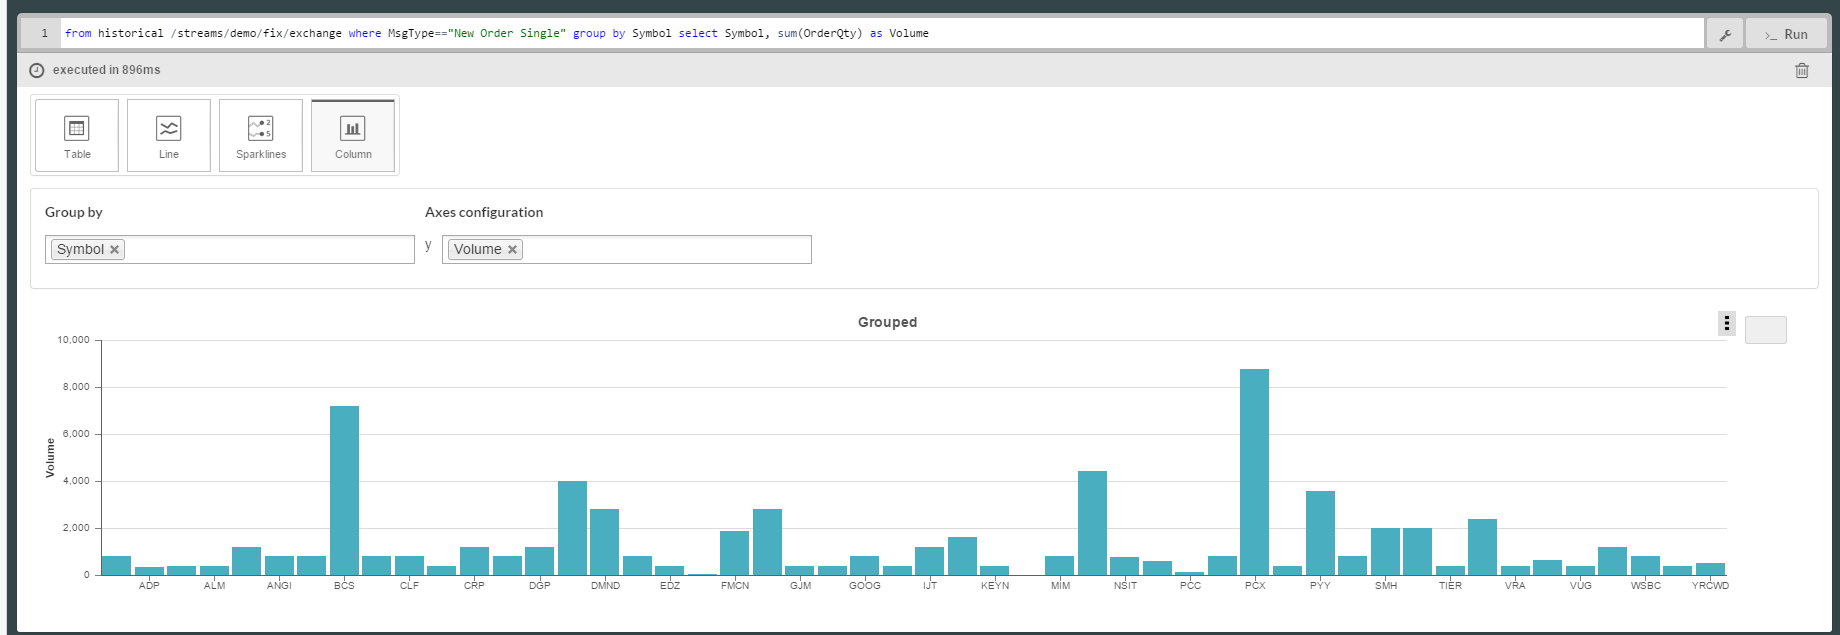 1 from historical /streams/demo/fix/exchange where MsgType=="New Order Single" group by Symbol select Symbol, sum(OrderQty) as Volume
>_ Run
executed in 896ms
Table Line Sparklines Column
2
5
Group by Axes configuration
Symbol × y Volume ×
Grouped
10,000
8,000
6,000
4,000
2,000
0
Volume
ADP ALM ANGI BCS CLF CRP DGP DMND EDZ FMCN GJM GOOG IJT KEYN MIM NSIT PCC PCX PYY SMH TIER VRA VUG WSBC YRCWD